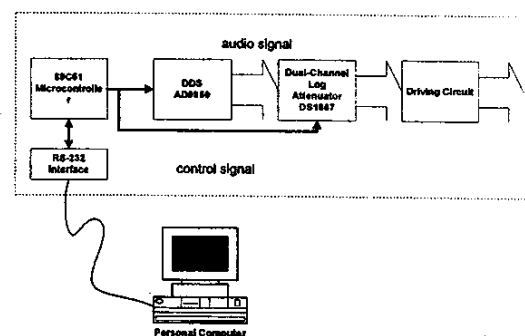 audio signal
89C51
Microcontrolle
r
DDS
AD9850
Dual-Channel
Log
Attenuator
DS1667
Driving Circuit
RS-232
Interface
control signal
Personal Computer